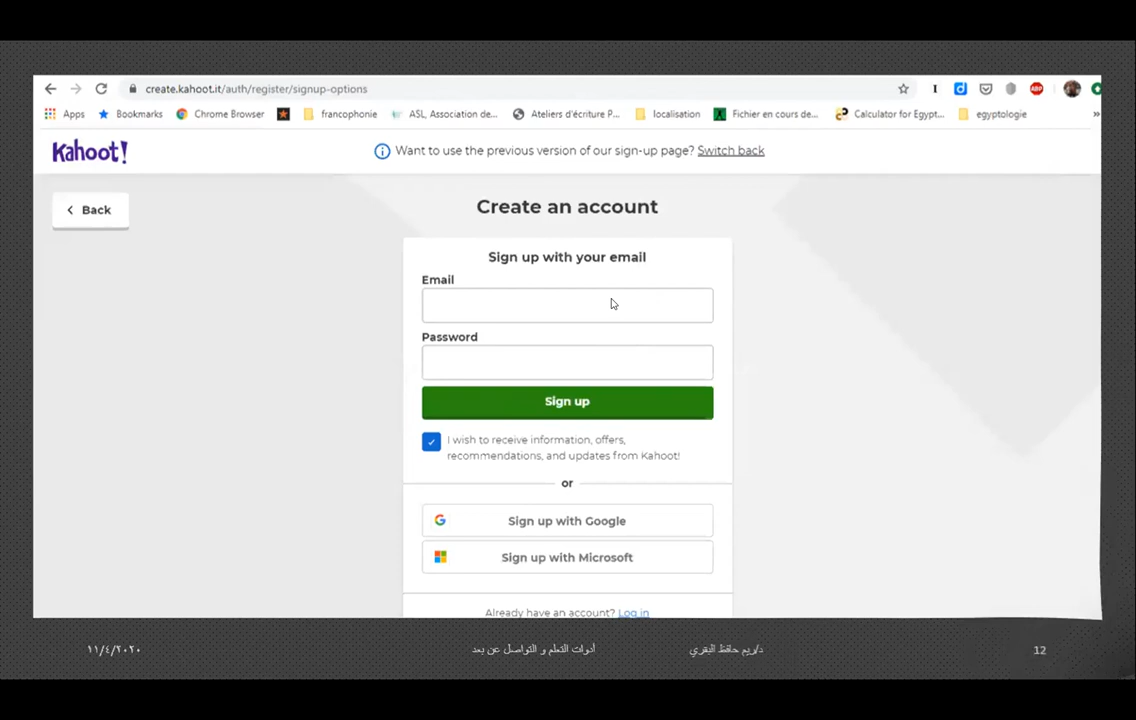 create.kahoot.it/auth/register/signup-options
Apps Bookmarks Chrome Browser francophonie ASL, Association de... Ateliers d'écriture P... localisation Fichier en cours de... Calculator for Egypt... egyptologie »
Kahoot!
Want to use the previous version of our sign-up page? Switch back
Back
Create an account
Sign up with your email
Email
Password
Sign up
I wish to receive information, offers,
recommendations, and updates from Kahoot!
or
Sign up with Google
Sign up with Microsoft
Already have an account? Log in
١١/٤/٢٠٢٠ أدوات التعلم و التواصل عن بعد د/ريم حافظ البقري 12